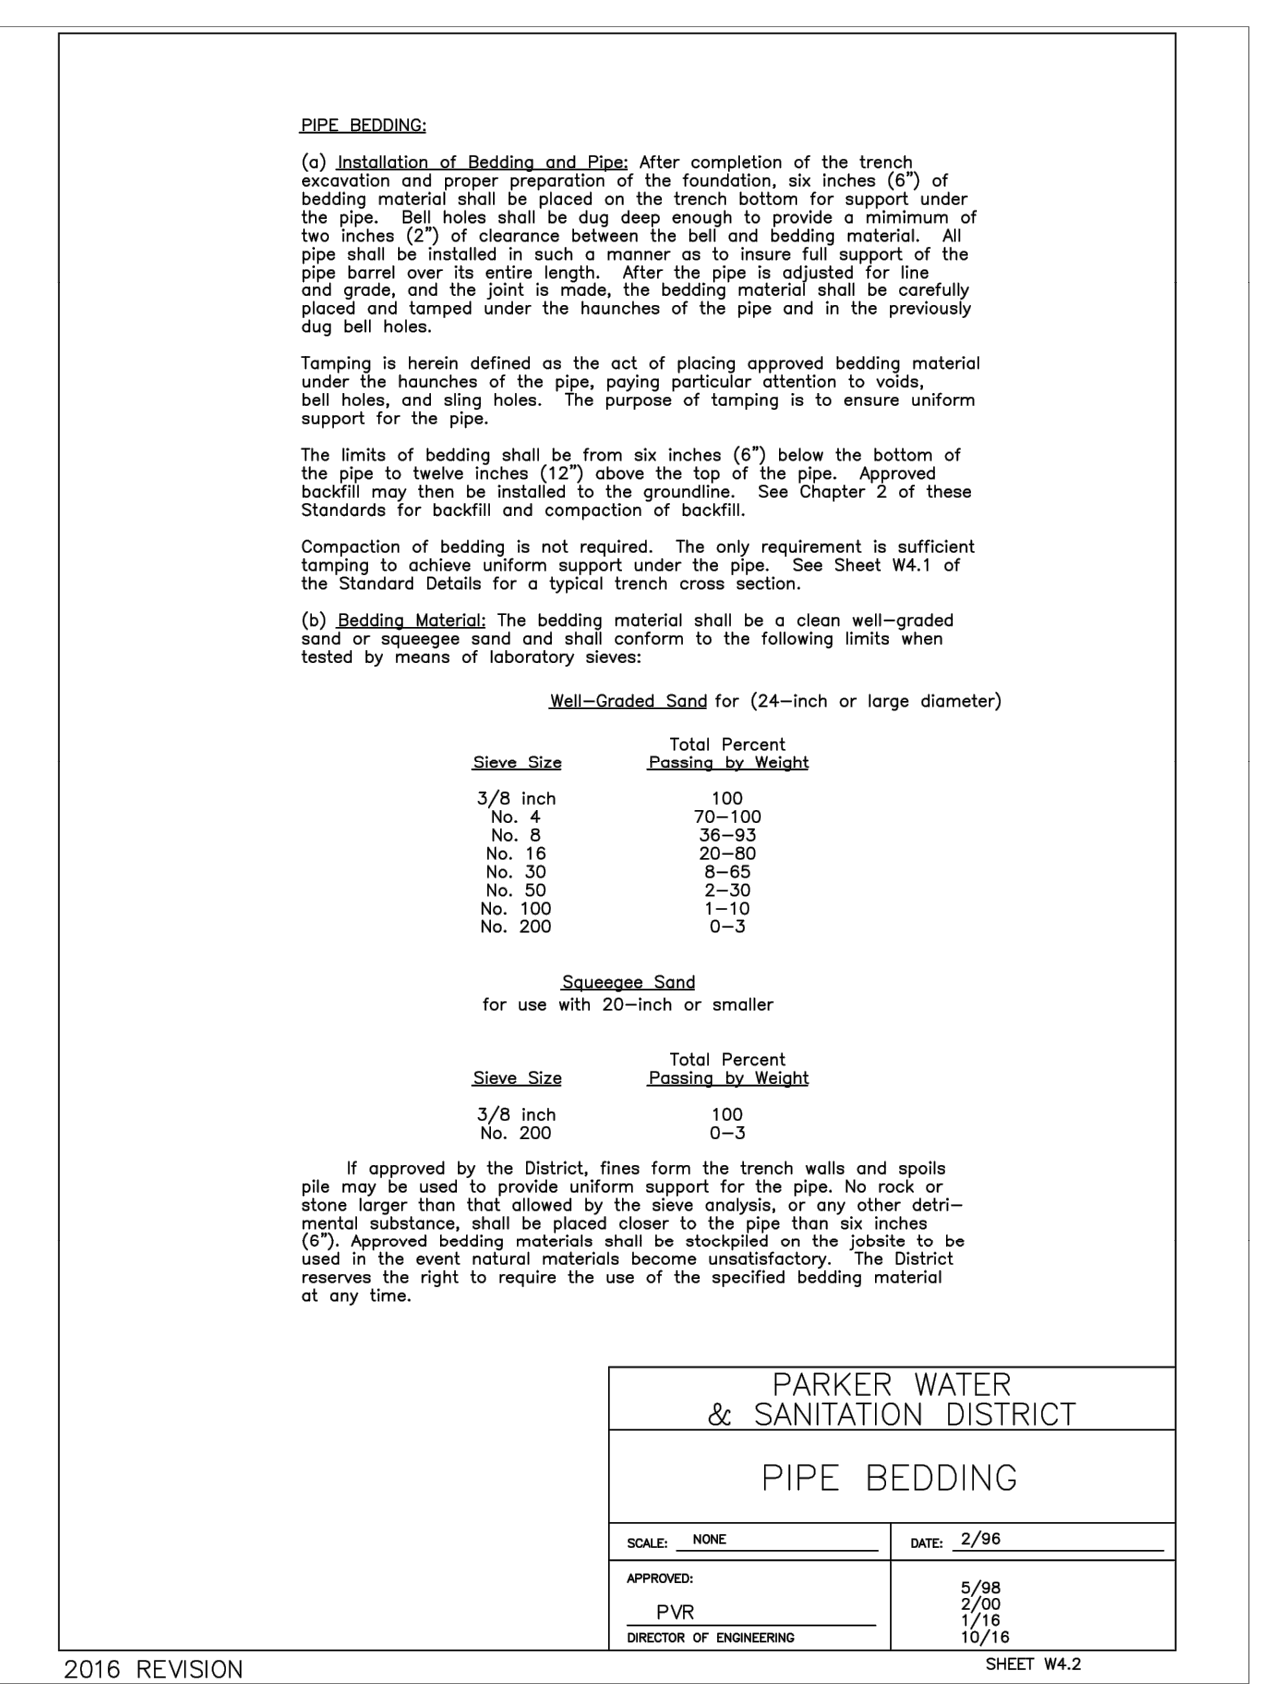 PIPE BEDDING:
(a) Installation of Bedding and Pipe: After completion of the trench
excavation and proper preparation of the foundation, six inches (6") of
bedding material shall be placed on the trench bottom for support under
the pipe. Bell holes shall be dug deep enough to provide a mimimum of
two inches (2") of clearance between the bell and bedding material. All
pipe shall be installed in such a manner as to insure full support of the
pipe barrel over its entire length. After the pipe is adjusted for line
and grade, and the joint is made, the bedding material shall be carefully
placed and tamped under the haunches of the pipe and in the previously
dug bell holes.
Tamping is herein defined as the act of placing approved bedding material
under the haunches of the pipe, paying particular attention to voids,
bell holes, and sling holes. The purpose of tamping is to ensure uniform
support for the pipe.
The limits of bedding shall be from six inches (6") below the bottom of
the pipe to twelve inches (12") above the top of the pipe. Approved
backfill may then be installed to the groundline. See Chapter 2 of these
Standards for backfill and compaction of backfill.
Compaction of bedding is not required. The only requirement is sufficient
tamping to achieve uniform support under the pipe. See Sheet W4.1 of
the Standard Details for a typical trench cross section.
(b) Bedding Material: The bedding material shall be a clean well-graded
sand or squeegee sand and shall conform to the following limits when
tested by means of laboratory sieves:
Well-Graded Sand for (24-inch or large diameter)
Total Percent
Sieve Size Passing by Weight
3/8 inch 100
No. 4 70-100
No. 8 36-93
No. 16 20-80
No. 30 8-65
No. 50 2-30
No. 100 1-10
No. 200 0-3
Squeegee Sand
for use with 20-inch or smaller
Total Percent
Sieve Size Passing by Weight
3/8 inch 100
No. 200 0-3
If approved by the District, fines form the trench walls and spoils
pile may be used to provide uniform support for the pipe. No rock or
stone larger than that allowed by the sieve analysis, or any other detri-
mental substance, shall be placed closer to the pipe than six inches
(6"). Approved bedding materials shall be stockpiled on the jobsite to be
used in the event natural materials become unsatisfactory. The District
reserves the right to require the use of the specified bedding material
at any time.
PARKER WATER
& SANITATION DISTRICT
PIPE BEDDING
SCALE: NONE
DATE: 2/96
APPROVED:
PVR
DIRECTOR OF ENGINEERING
5/98
2/00
1/16
10/16
2016 REVISION
SHEET W4.2